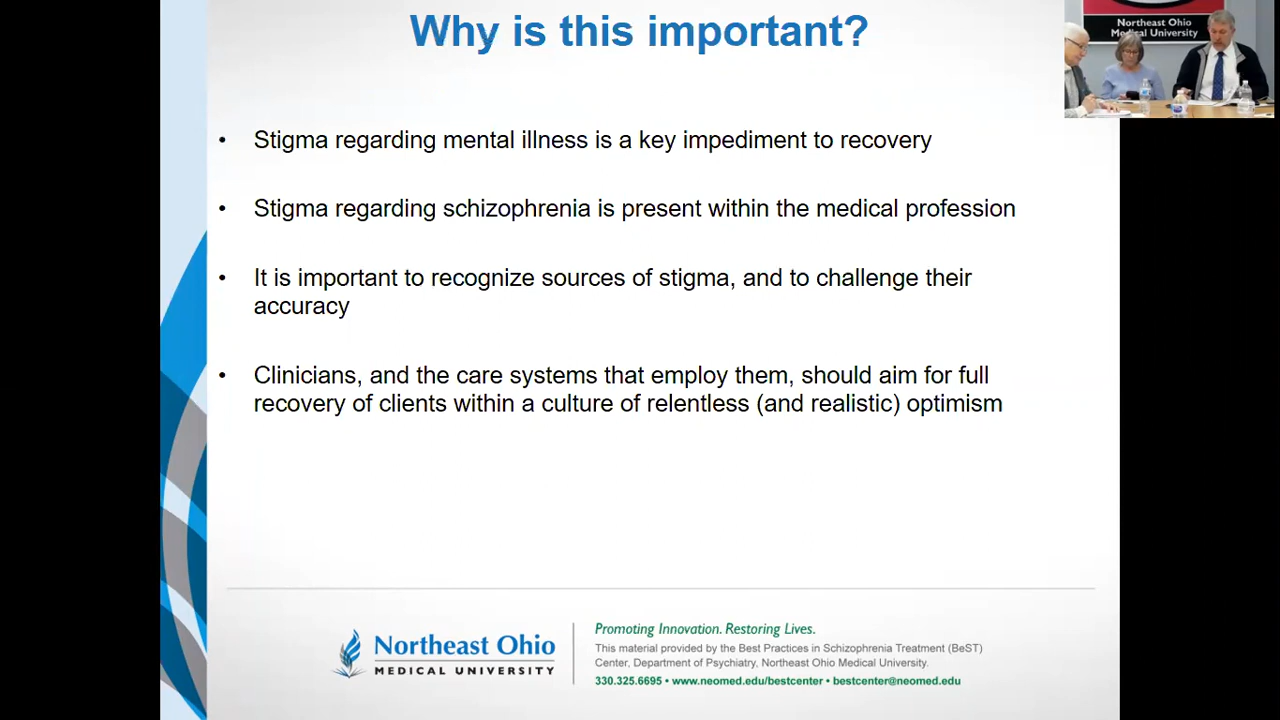 Why is this important?
Northeast Ohio
Medical University
• Stigma regarding mental illness is a key impediment to recovery
• Stigma regarding schizophrenia is present within the medical profession
• It is important to recognize sources of stigma, and to challenge their
accuracy
• Clinicians, and the care systems that employ them, should aim for full
recovery of clients within a culture of relentless (and realistic) optimism
Northeast Ohio
MEDICAL UNIVERSITY
Promoting Innovation. Restoring Lives.
This material provided by the Best Practices in Schizophrenia Treatment (BeST)
Center, Department of Psychiatry, Northeast Ohio Medical University.
330.325.6695 • www.neomed.edu/bestcenter • bestcenter@neomed.edu